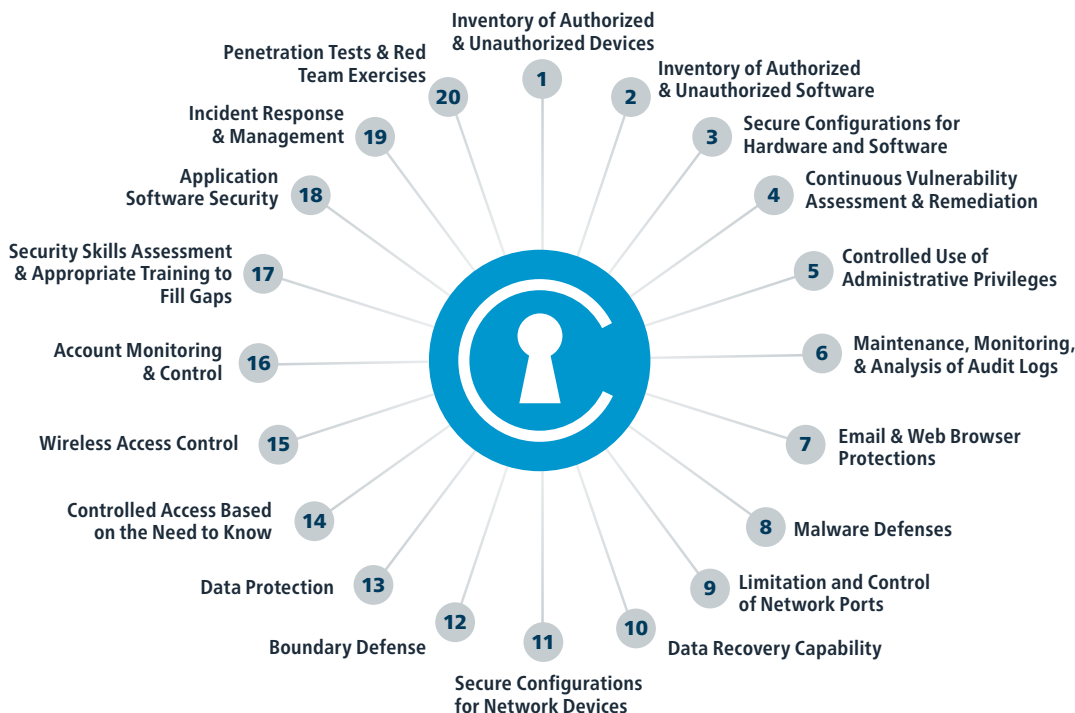 1
Inventory of Authorized
& Unauthorized Devices
2
Inventory of Authorized
& Unauthorized Software
3
Secure Configurations for
Hardware and Software
4
Continuous Vulnerability
Assessment & Remediation
5
Controlled Use of
Administrative Privileges
6
Maintenance, Monitoring,
& Analysis of Audit Logs
7
Email & Web Browser
Protections
8
Malware Defenses
9
Limitation and Control
of Network Ports
10
Data Recovery Capability
11
Secure Configurations
for Network Devices
12
Boundary Defense
13
Data Protection
14
Controlled Access Based
on the Need to Know
15
Wireless Access Control
16
Account Monitoring
& Control
17
Security Skills Assessment
& Appropriate Training to
Fill Gaps
18
Application
Software Security
19
Incident Response
& Management
20
Penetration Tests & Red
Team Exercises